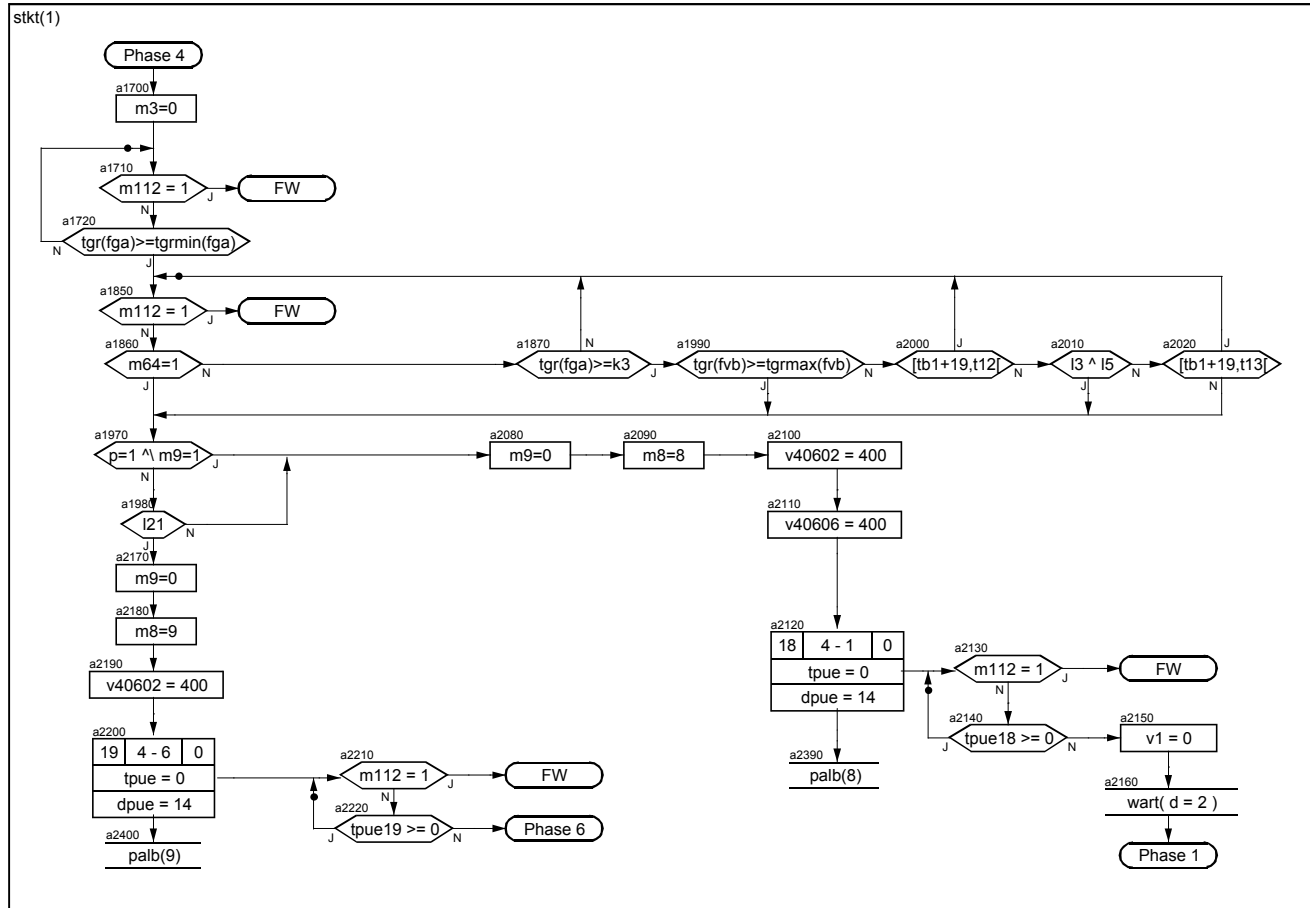 stkt(1)
Phase 4
a1700
m3=0
a1710
m112 = 1
J
FW
N
a1720
tgr(fga)>=tgrmin(fga)
N
J
a1850
m112 = 1
J
FW
N
a1860
m64=1
N
J
a1870
tgr(fga)>=k3
N
J
a1990
tgr(fvb)>=tgrmax(fvb)
N
J
a2000
[tb1+19,t12[
J
N
a2010
l3 ^ l5
N
J
a2020
[tb1+19,t13[
J
N
a1970
p=1 ^\ m9=1
J
N
a1980
l21
N
J
a2080
m9=0
a2090
m8=8
a2100
v40602 = 400
a2110
v40606 = 400
a2170
m9=0
a2180
m8=9
a2190
v40602 = 400
a2200
19 4 - 6 0
tpue = 0
dpue = 14
a2400
palb(9)
a2210
m112 = 1
J
FW
N
a2220
tpue19 >= 0
J
N
Phase 6
a2120
18 4 - 1 0
tpue = 0
dpue = 14
a2390
palb(8)
a2130
m112 = 1
J
FW
N
a2140
tpue18 >= 0
J
N
a2150
v1 = 0
a2160
wart( d = 2 )
Phase 1